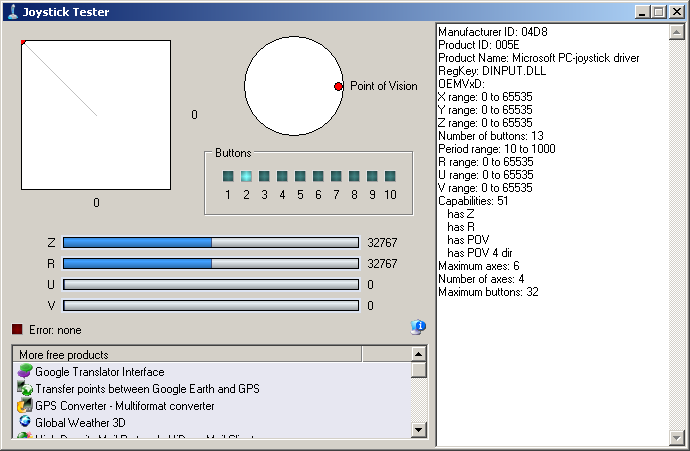 Joystick Tester
Point of Vision
0
0
Buttons
1 2 3 4 5 6 7 8 9 10
Z 32767
R 32767
U 0
V 0
Error: none
More free products
Google Translator Interface
Transfer points between Google Earth and GPS
GPS Converter - Multiformat converter
Global Weather 3D
Manufacturer ID: 04D8
Product ID: 005E
Product Name: Microsoft PC-joystick driver
RegKey: DINPUT.DLL
OEMVxD:
X range: 0 to 65535
Y range: 0 to 65535
Z range: 0 to 65535
Number of buttons: 13
Period range: 10 to 1000
R range: 0 to 65535
U range: 0 to 65535
V range: 0 to 65535
Capabilities: 51
has Z
has R
has POV
has POV 4 dir
Maximum axes: 6
Number of axes: 4
Maximum buttons: 32